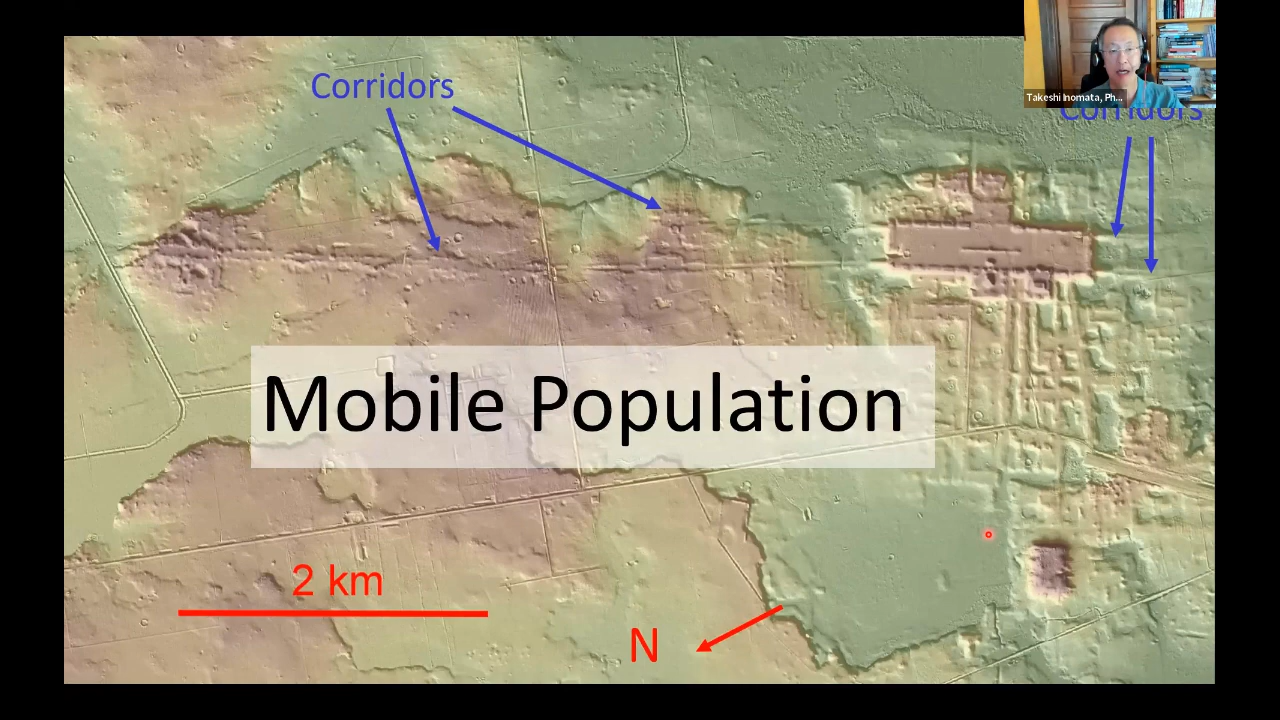 Corridors
Takeshi Inomata, Ph...
Corridors
Mobile Population
2 km
N